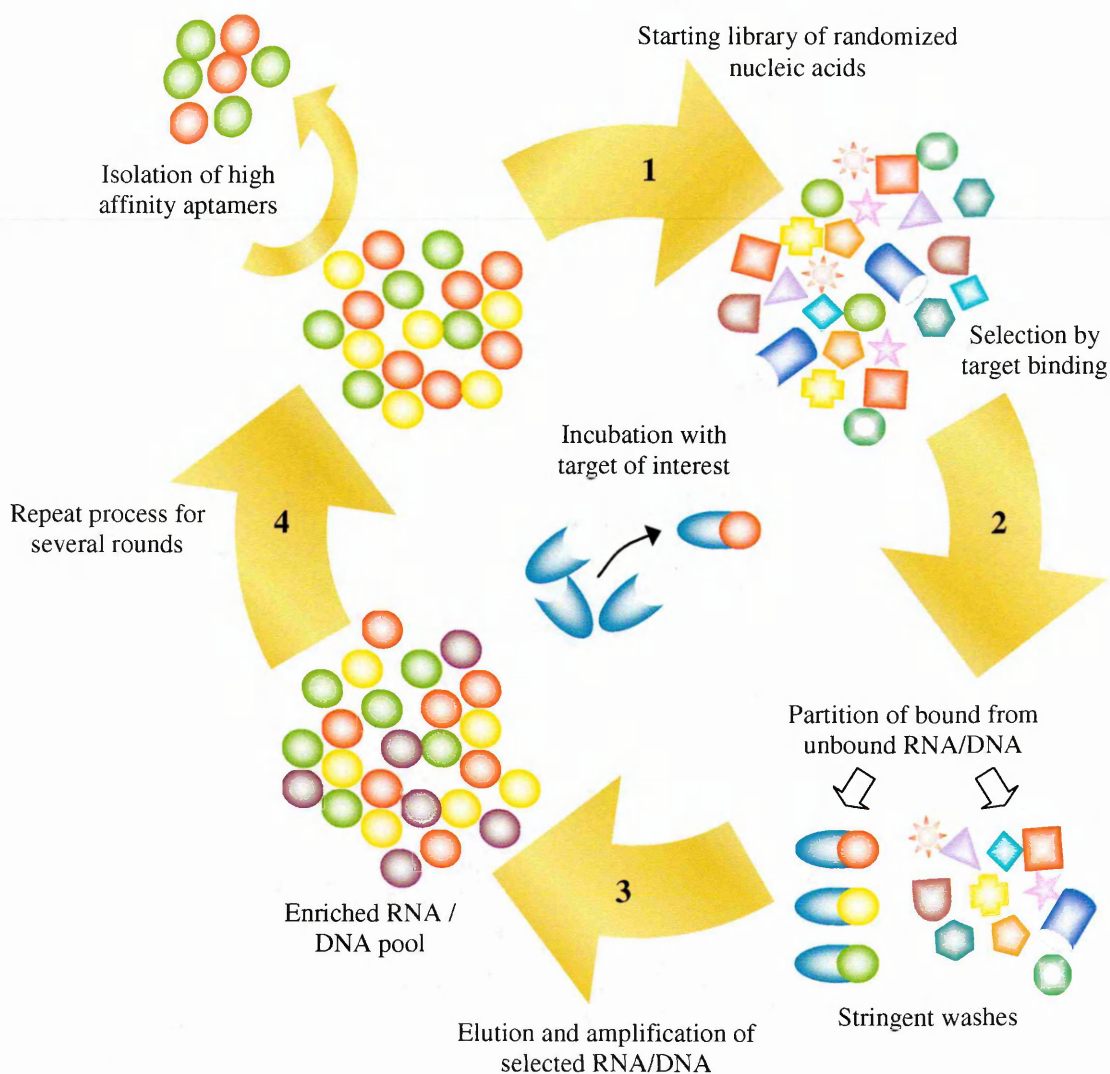 Starting library of randomized
nucleic acids
Isolation of high
affinity aptamers
1
Selection by
target binding
Incubation with
target of interest
2
Repeat process for
several rounds
4
Partition of bound from
unbound RNA/DNA
3
Enriched RNA /
DNA pool
Stringent washes
Elution and amplification of
selected RNA/DNA